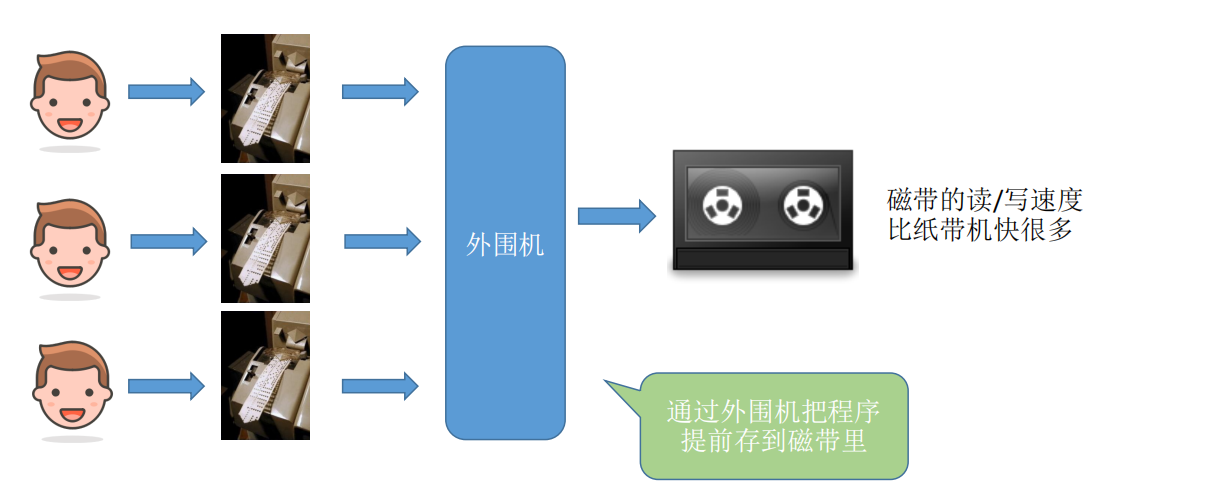 外围机
磁带的读/写速度
比纸带机快很多
通过外围机把程序
提前存到磁带里